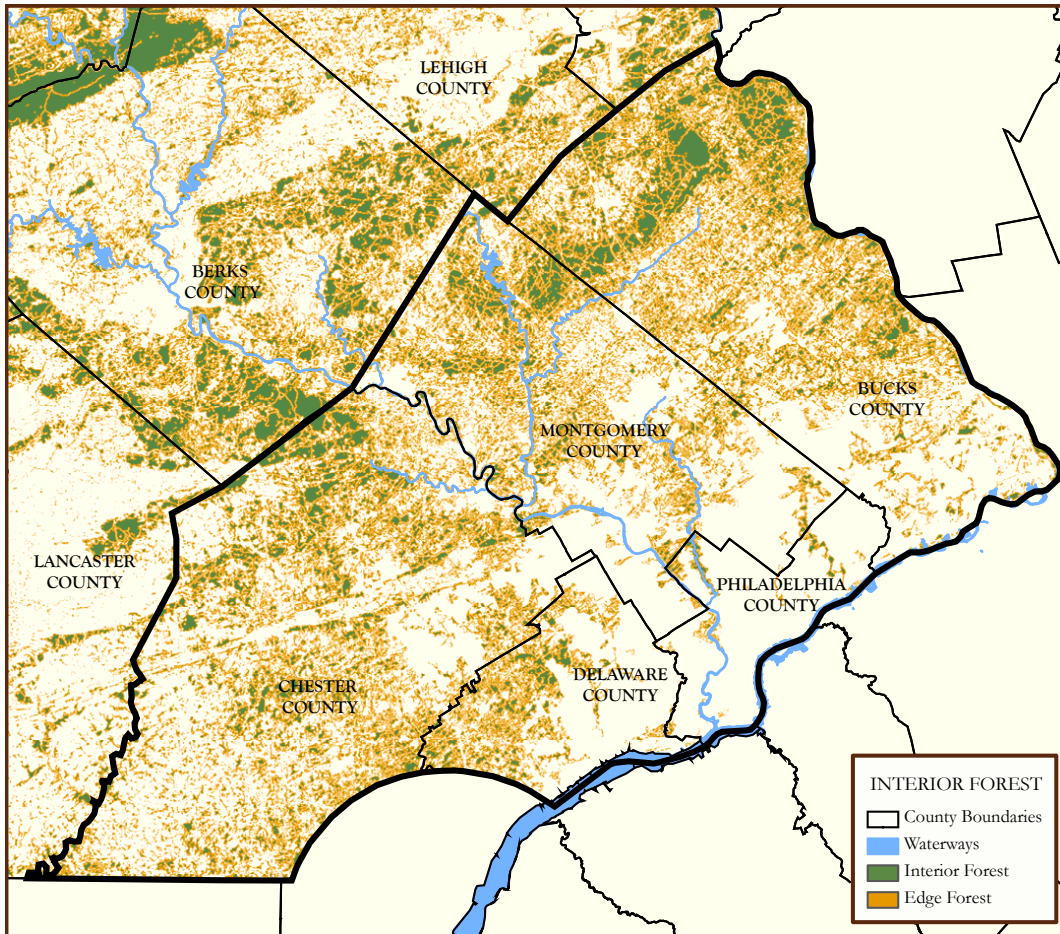 LEHIGH
COUNTY
BERKS
COUNTY
BUCKS
COUNTY
MONTGOMERY
COUNTY
LANCASTER
COUNTY
PHILADELPHIA
COUNTY
CHESTER
COUNTY
DELAWARE
COUNTY
INTERIOR FOREST
County Boundaries
Waterways
Interior Forest
Edge Forest